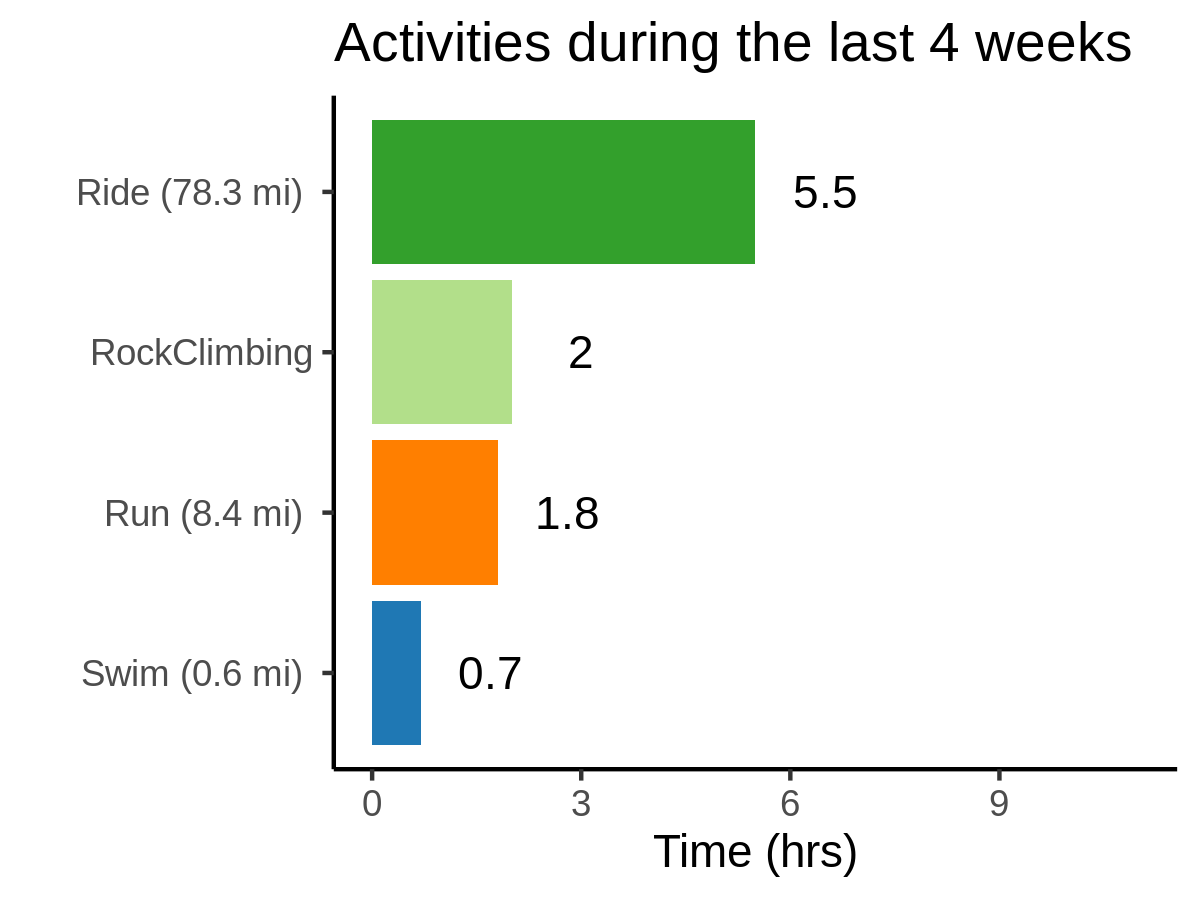 Activities during the last 4 weeks
Ride (78.3 mi) 5.5
RockClimbing 2
Run (8.4 mi) 1.8
Swim (0.6 mi) 0.7
0 3 6 9
Time (hrs)